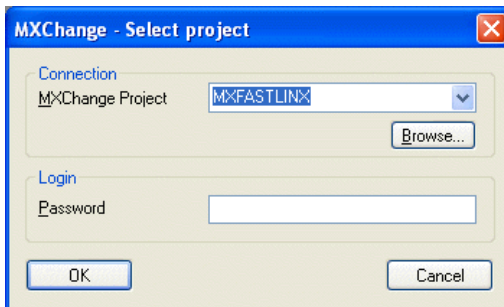 MXChange - Select project
Connection
MXChange Project MXFASTLINX
Browse...
Login
Password
OK Cancel